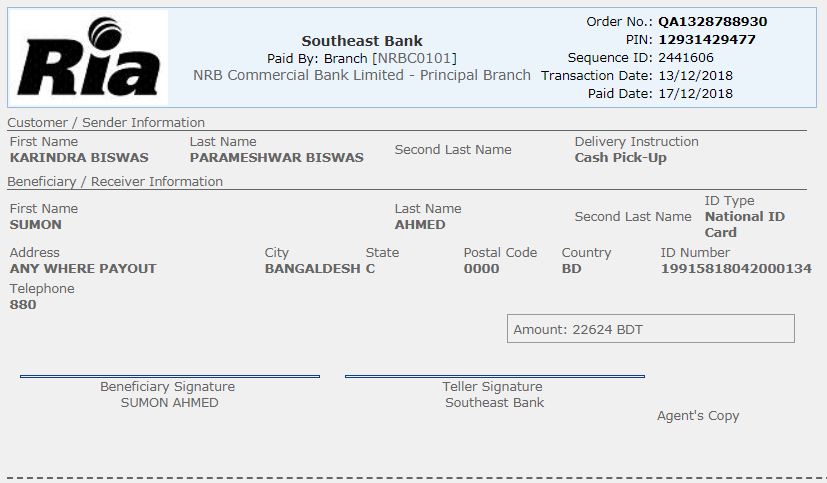 Ria
Southeast Bank
Paid By: Branch [NRBC0101]
NRB Commercial Bank Limited - Principal Branch
Order No.: QA1328788930
PIN: 12931429477
Sequence ID: 2441606
Transaction Date: 13/12/2018
Paid Date: 17/12/2018
Customer / Sender Information
First Name Last Name Second Last Name Delivery Instruction
KARINDRA BISWAS PARAMESHWAR BISWAS Cash Pick-Up
Beneficiary / Receiver Information
First Name Last Name Second Last Name ID Type
SUMON AHMED National ID Card
Address City State Postal Code Country ID Number
ANY WHERE PAYOUT BANGALDESH C 0000 BD 19915818042000134
Telephone
880
Amount: 22624 BDT
Beneficiary Signature Teller Signature
SUMON AHMED Southeast Bank
Agent's Copy